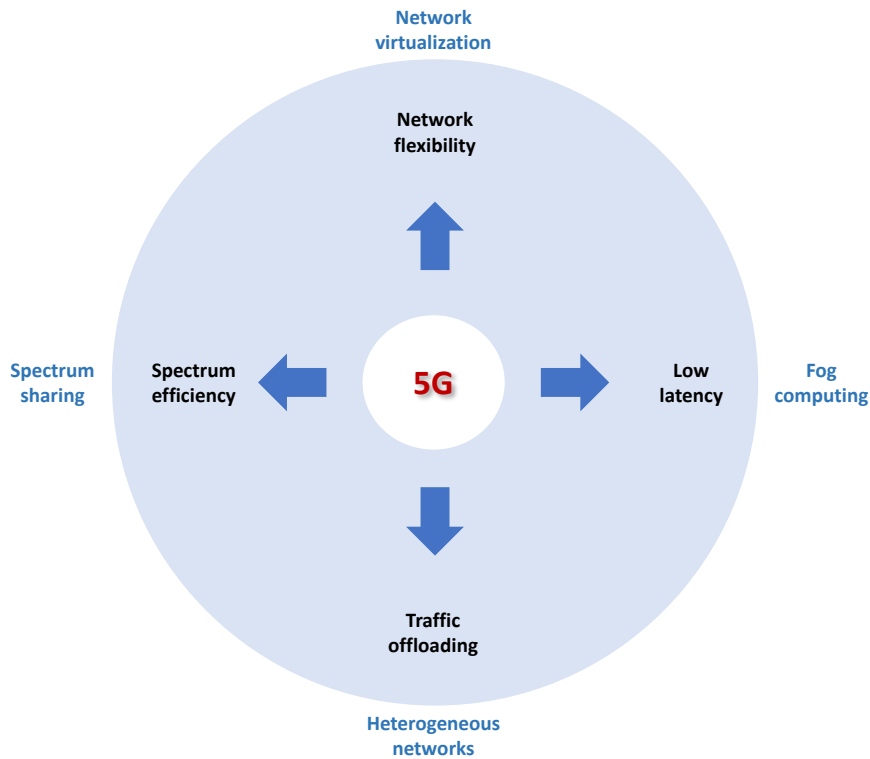 Network
virtualization
Network
flexibility
Spectrum
sharing
Spectrum
efficiency
5G
Low
latency
Fog
computing
Traffic
offloading
Heterogeneous
networks